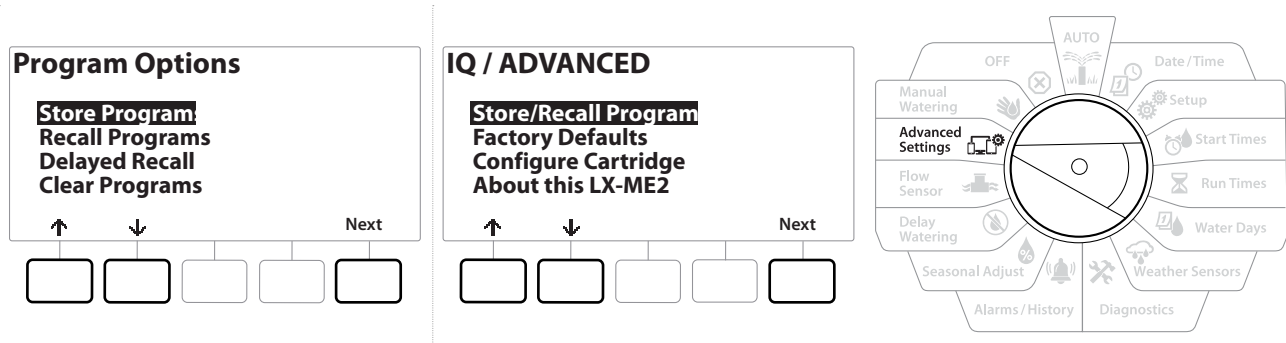 Program Options
Store Programs
Recall Programs
Delayed Recall
Clear Programs
Next
IQ / ADVANCED
Store/Recall Program
Factory Defaults
Configure Cartridge
About this LX-ME2
Next
AUTO
OFF
Date/Time
Manual
Watering
Setup
Advanced
Settings
Start Times
Flow
Sensor
Run Times
Delay
Watering
Water Days
Seasonal Adjust
Weather Sensors
Alarms/History
Diagnostics